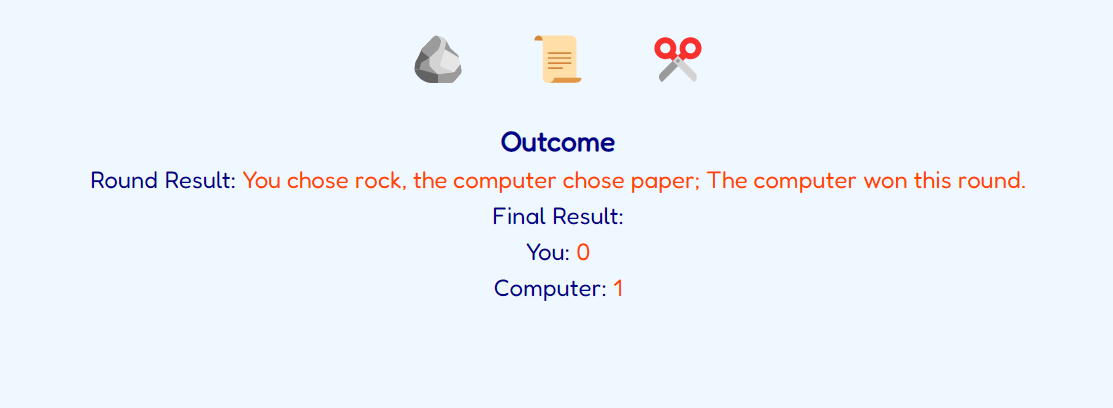 Outcome
Round Result: You chose rock, the computer chose paper; The computer won this round.
Final Result:
You: 0
Computer: 1